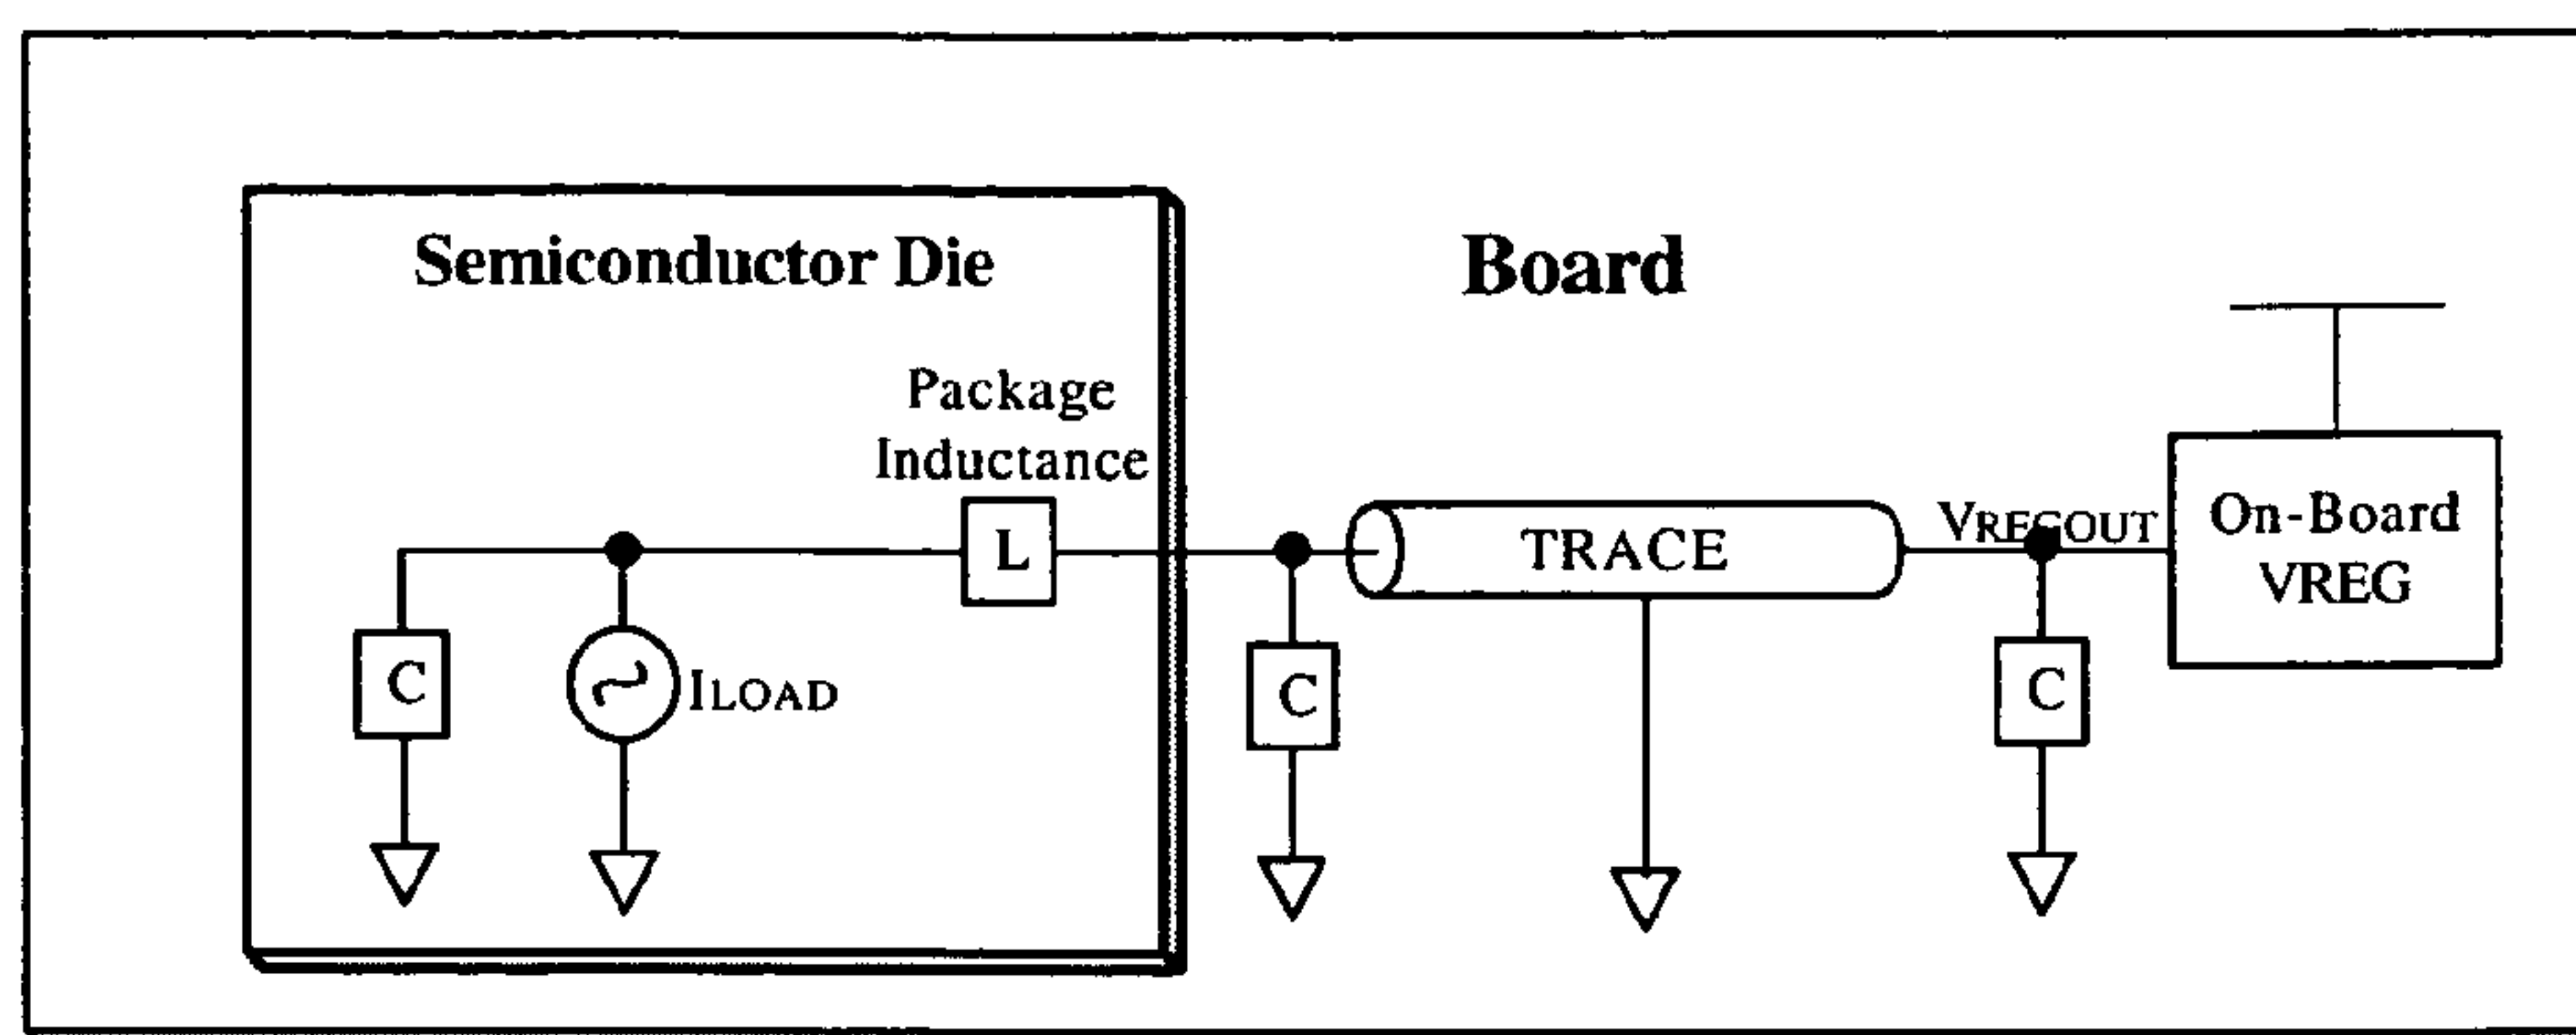 Semiconductor Die
Board
Package
Inductance
L
TRACE
VREGOUT
On-Board
VREG
C
ILOAD
C
C